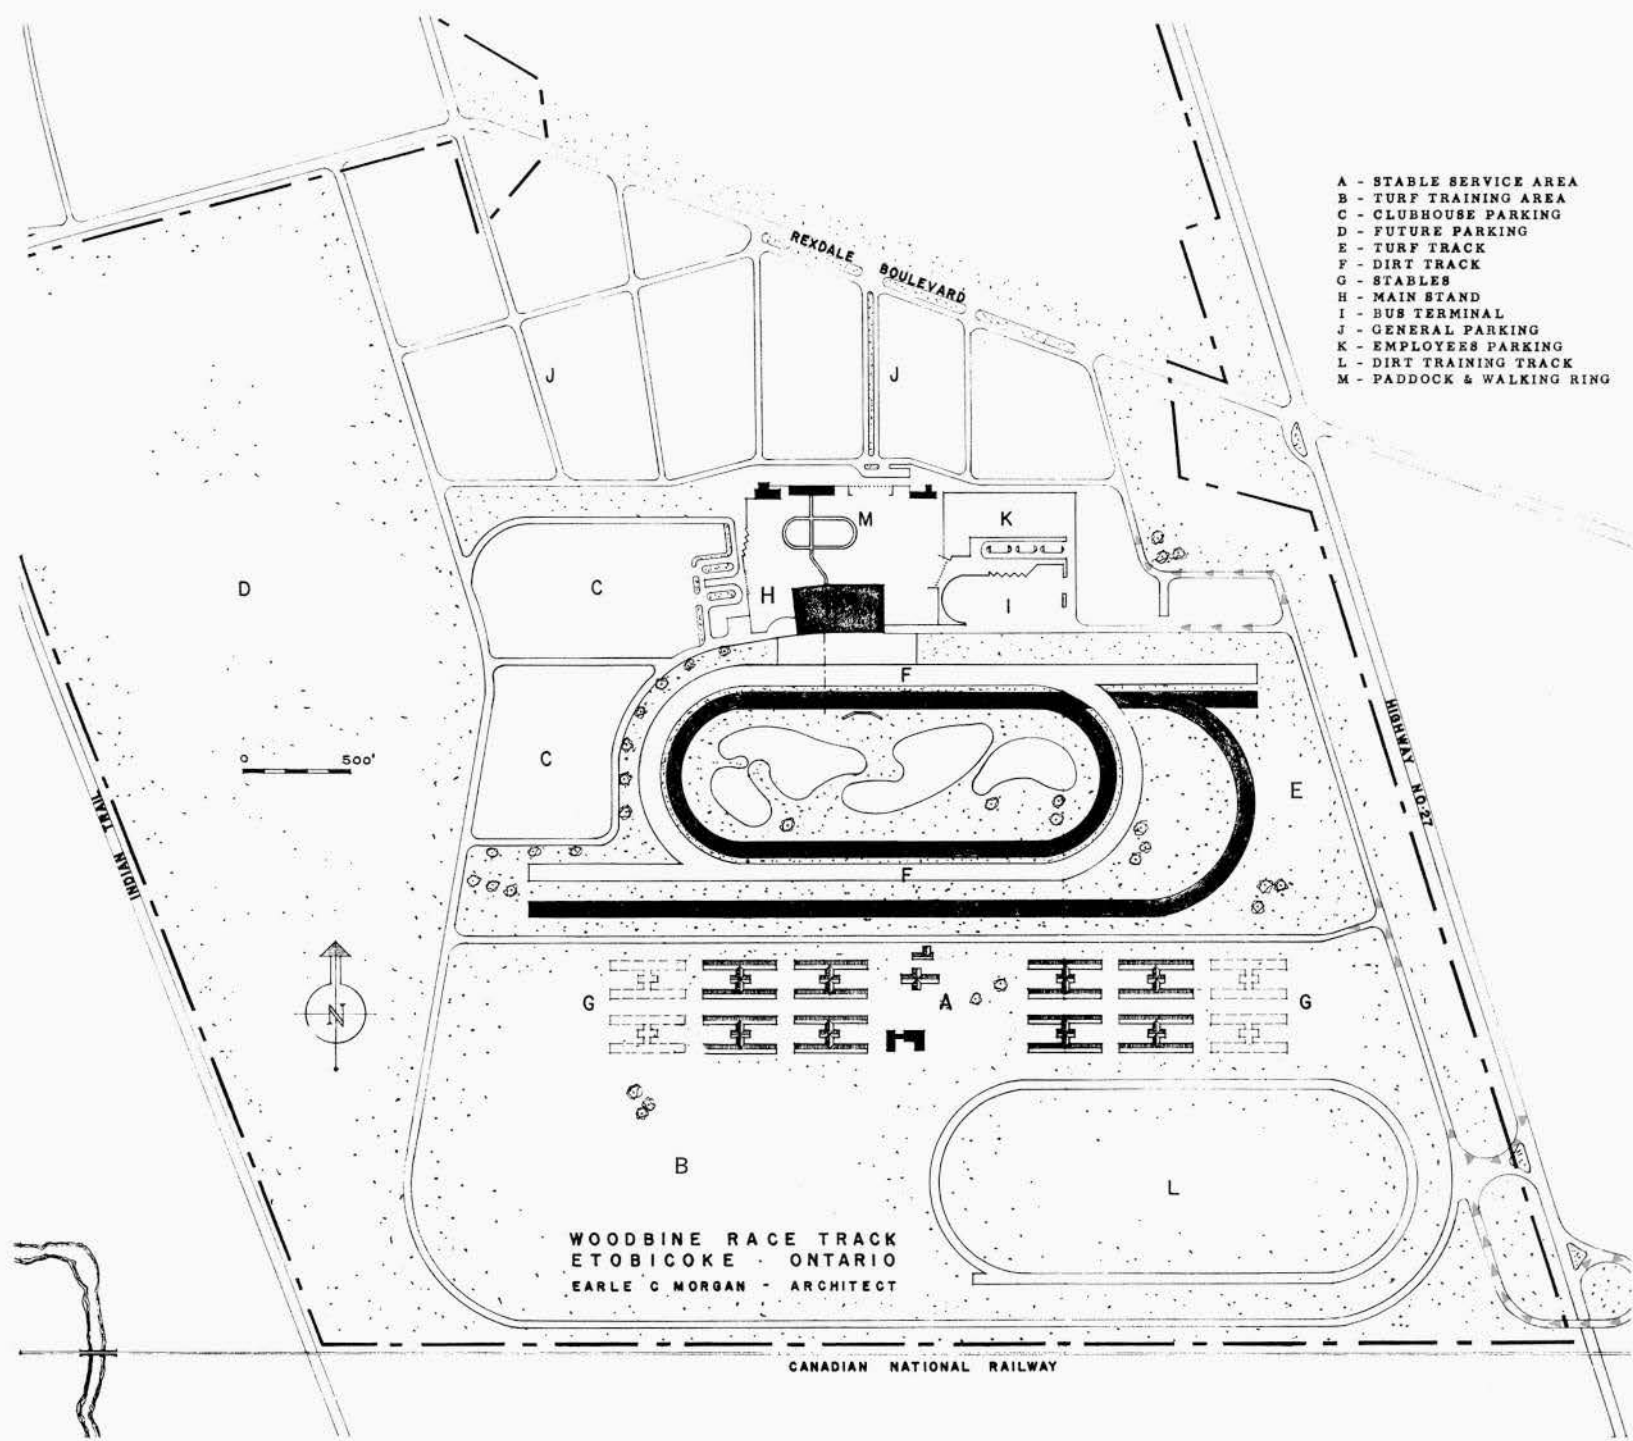 A - STABLE SERVICE AREA
B - TURF TRAINING AREA
C - CLUBHOUSE PARKING
D - FUTURE PARKING
E - TURF TRACK
F - DIRT TRACK
G - STABLES
H - MAIN STAND
I - BUS TERMINAL
J - GENERAL PARKING
K - EMPLOYEES PARKING
L - DIRT TRAINING TRACK
M - PADDOCK & WALKING RING
REXDALE BOULEVARD
J
J
M
K
D
C
H
I
F
HIGHWAY NO.27
0 500'
C
E
INDIAN TRAIL
F
G
A
G
N
B
L
WOODBINE RACE TRACK
ETOBICOKE · ONTARIO
EARLE C MORGAN - ARCHITECT
CANADIAN NATIONAL RAILWAY